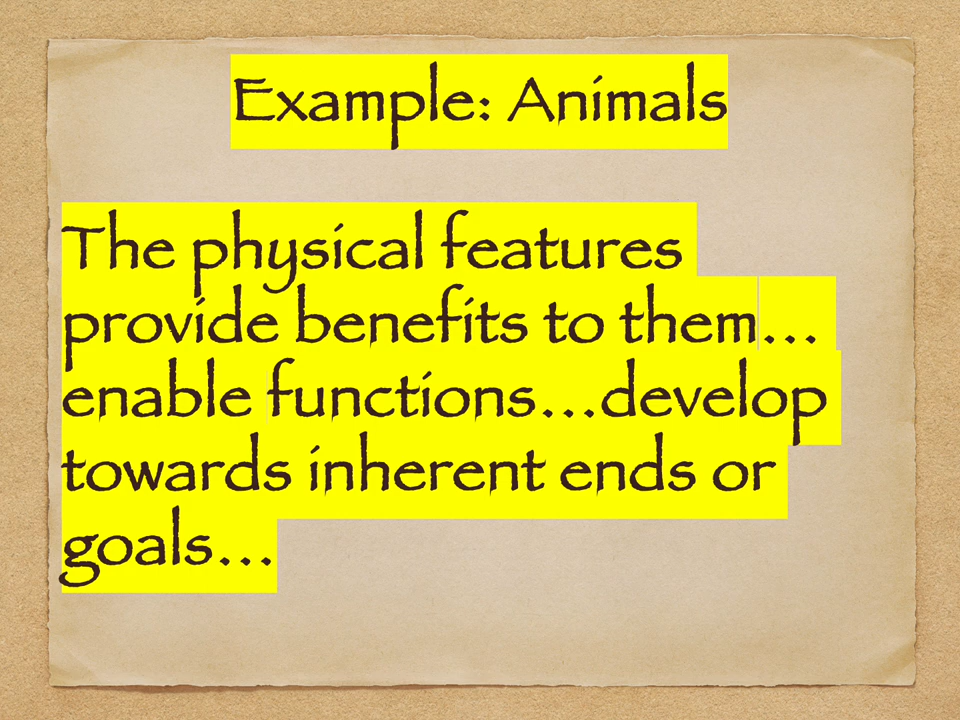 Example: Animals
The physical features
provide benefits to them…
enable functions…develop
towards inherent ends or
goals…